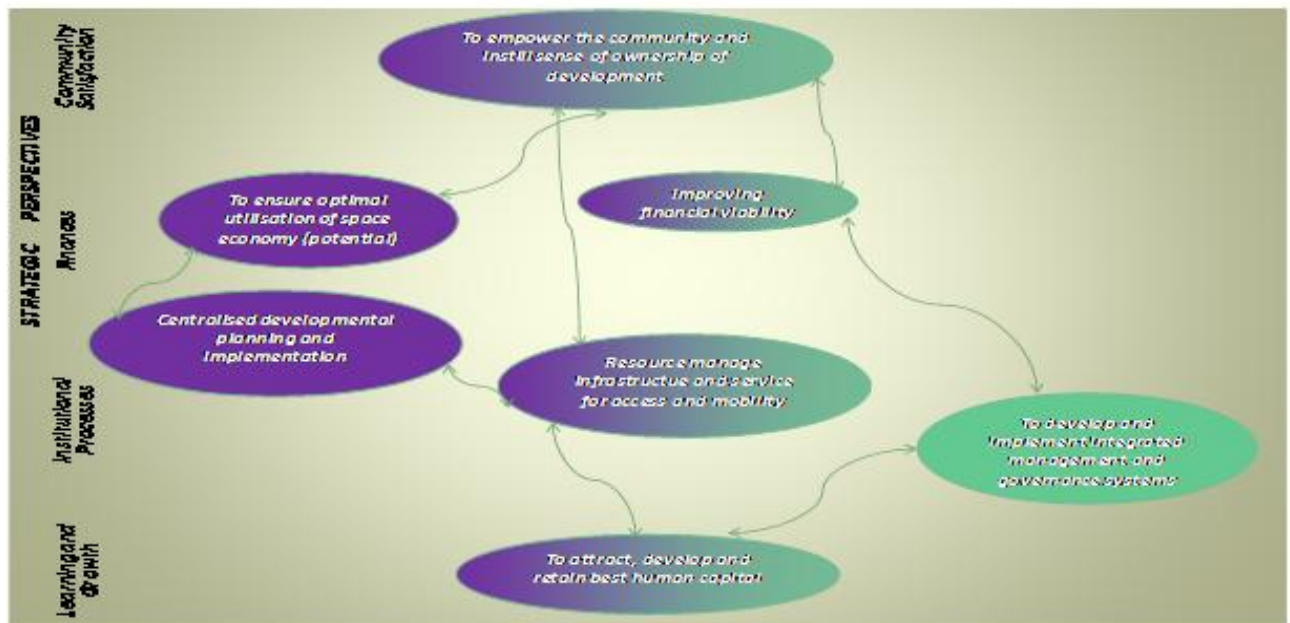 STRATEGIC PERSPECTIVES
Community
Satisfaction
To empower the community and
instill sense of ownership of
development
Finances
To ensure optimal
utilisation of space
economy (potential)
Improving
financial viability
Institutional
Processes
Centralised developmental
planning and
implementation
Resource manage
infrastructue and service
for access and mobility
To develop and
implement integrated
management and
governance systems
Learning and
Growth
To attract, develop and
retain best human capital